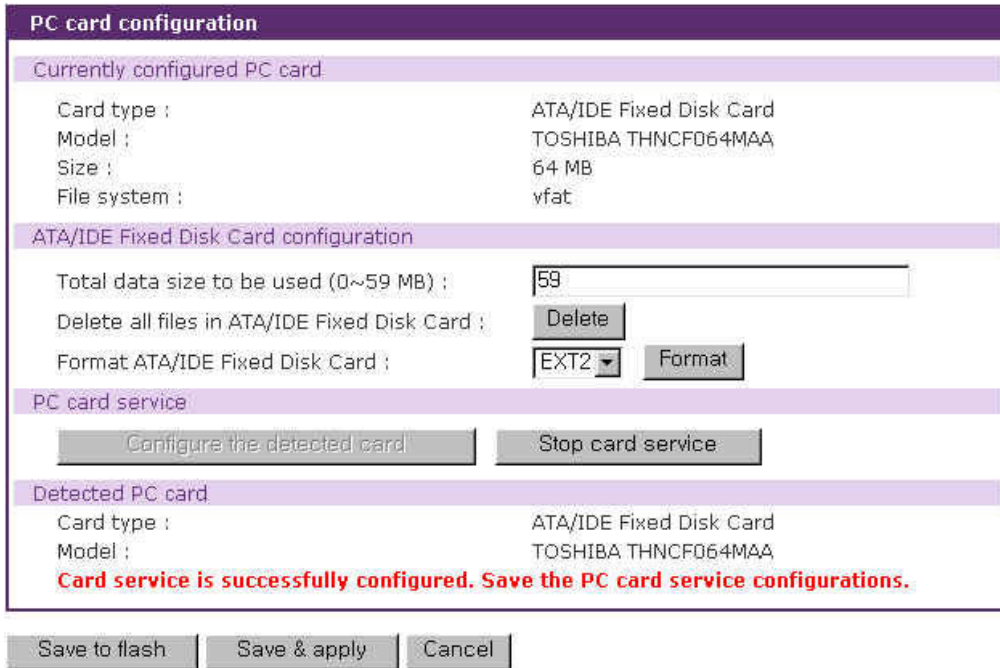 PC card configuration
Currently configured PC card
Card type : ATA/IDE Fixed Disk Card
Model : TOSHIBA THNCF064MAA
Size : 64 MB
File system : vfat
ATA/IDE Fixed Disk Card configuration
Total data size to be used (0~59 MB) : 59
Delete all files in ATA/IDE Fixed Disk Card : Delete
Format ATA/IDE Fixed Disk Card : EXT2 Format
PC card service
Configure the detected card Stop card service
Detected PC card
Card type : ATA/IDE Fixed Disk Card
Model : TOSHIBA THNCF064MAA
Card service is successfully configured. Save the PC card service configurations.
Save to flash Save & apply Cancel